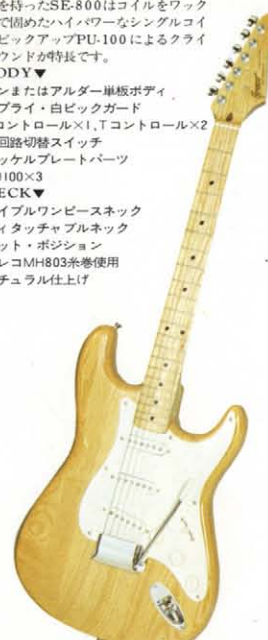 を持ったSE-800はコイルをワック
で固めたハイパワーなシングルコイ
ピックアップPU-100によるクライ
ウンドが特長です。
ODY▼
ンまたはアルダー単板ボディ
プライ・白ピックガード
コントロール×1,Tコントロール×2
回路切替スイッチ
ッケルプレートパーツ
100×3
ECK▼
イプルワンピースネック
ィタッチャブルネック
ット・ポジション
レコMH803糸巻使用
チュラル仕上げ